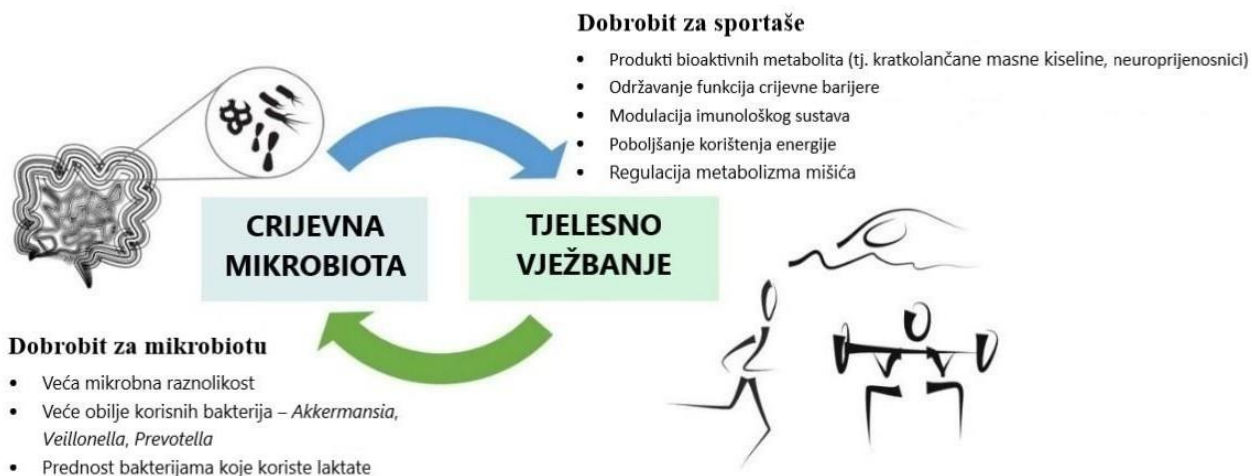 Dobrobit za sportaše
• Produkti bioaktivnih metabolita (tj. kratkolančane masne kiseline, neuroprijenosnici)
• Održavanje funkcija crijevne barijere
• Modulacija imunološkog sustava
• Poboljšanje korištenja energije
• Regulacija metabolizma mišića
CRIJEVNA
MIKROBIOTA
TJELESNO
VJEŽBANJE
Dobrobit za mikrobiotu
• Veća mikrobna raznolikost
• Veće obilje korisnih bakterija – Akkermansia,
Veillonella, Prevotella
• Prednost bakterijama koje koriste laktate